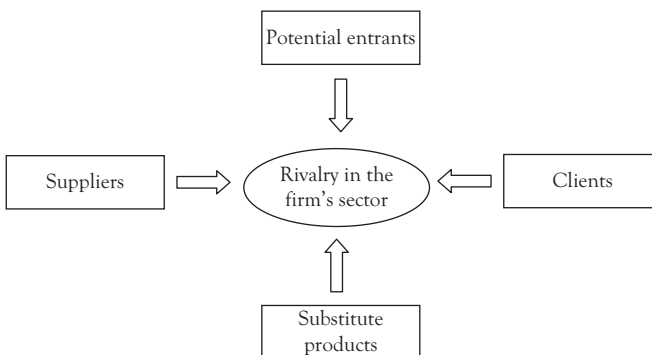 Potential entrants
Suppliers
Rivalry in the
firm's sector
Clients
Substitute
products